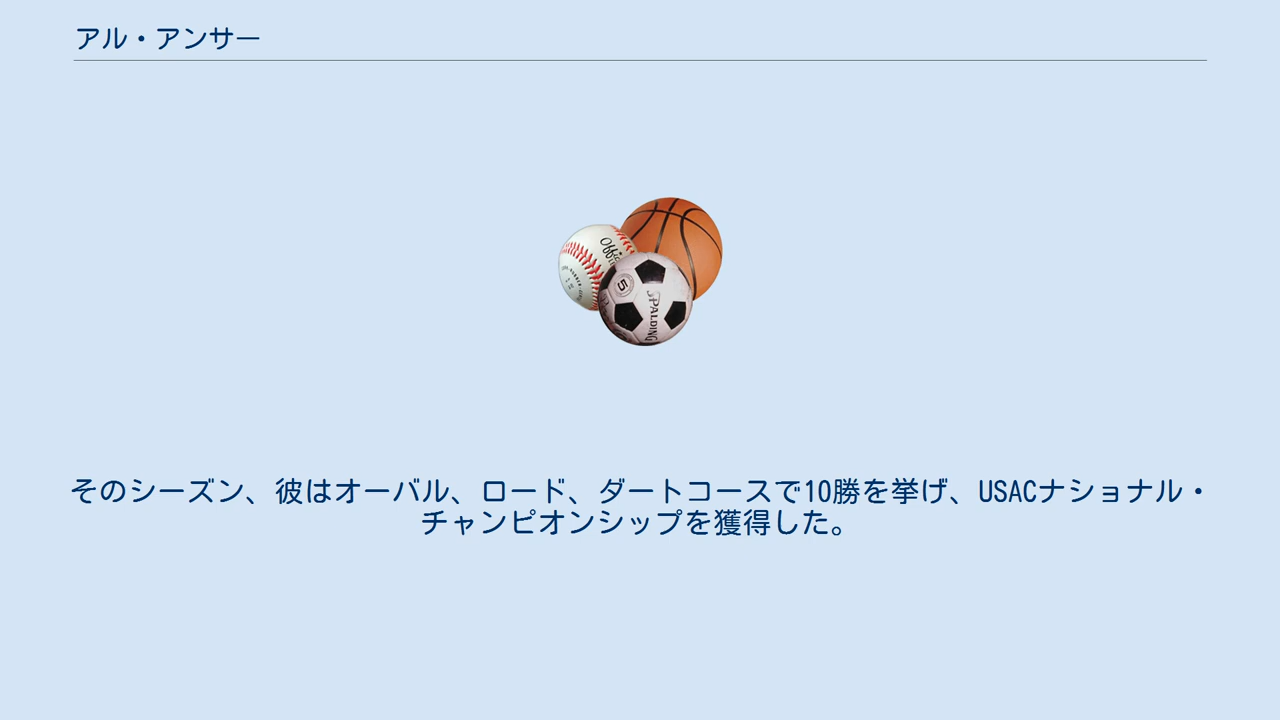 アル・アンサー
Offic
5
SPALDING
そのシーズン、彼はオーバル、ロード、ダートコースで10勝を挙げ、USACナショナル・
チャンピオンシップを獲得した。